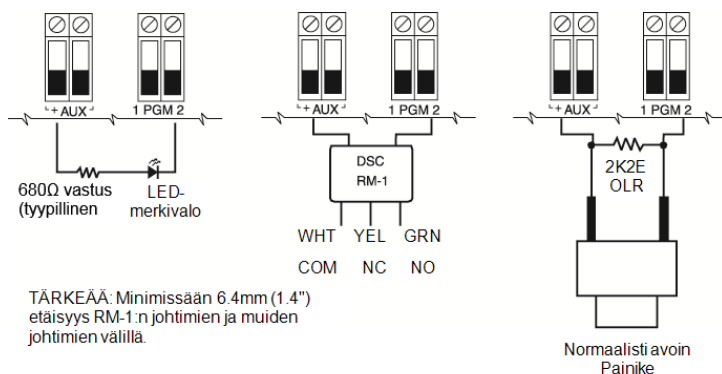 + AUX
1 PGM 2
680Ω vastus
(tyypillinen
LED-
merkivalo
+ AUX
1 PGM 2
DSC
RM-1
WHT YEL GRN
COM NC NO
TÄRKEÄÄ: Minimissään 6.4mm (1.4")
etäisyys RM-1:n johtimien ja muiden
johtimien välillä.
+ AUX
1 PGM 2
2K2E
OLR
Normaalisti avoin
Painike